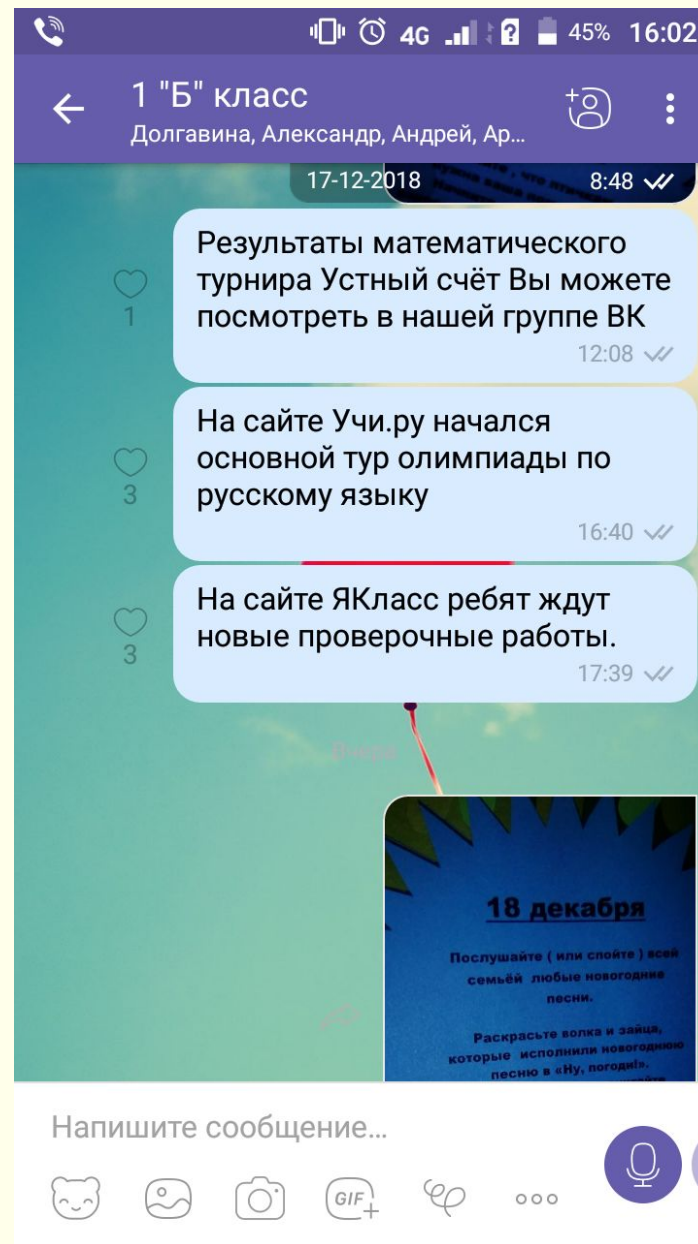 4G 45% 16:02
1 "Б" класс
Долгавина, Александр, Андрей, Ар...
17-12-2018 8:48
Результаты математического
турнира Устный счёт Вы можете
посмотреть в нашей группе ВК
1
12:08
На сайте Учи.ру начался
основной тур олимпиады по
русскому языку
3
16:40
На сайте ЯКласс ребят ждут
новые проверочные работы.
3
17:39
Вчера
18 декабря
Послушайте ( или спойте ) всей
семьёй любые новогодние
песни.
Раскрасьте волка и зайца,
которые исполнили новогоднюю
песню в «Ну, погоди!».
Напишите сообщение...
GIF